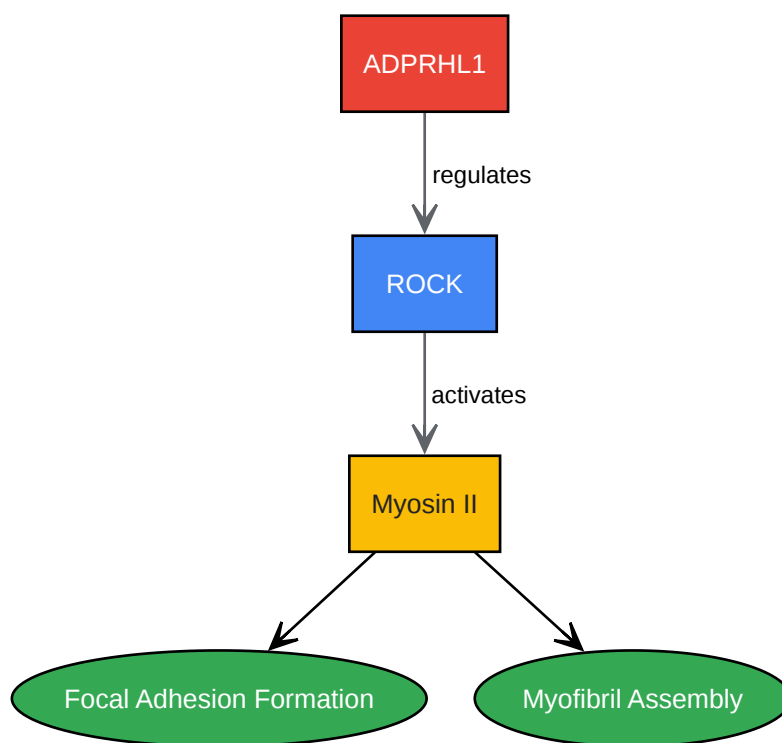 ADPRHL1
regulates
ROCK
activates
Myosin II
Focal Adhesion Formation
Myofibril Assembly